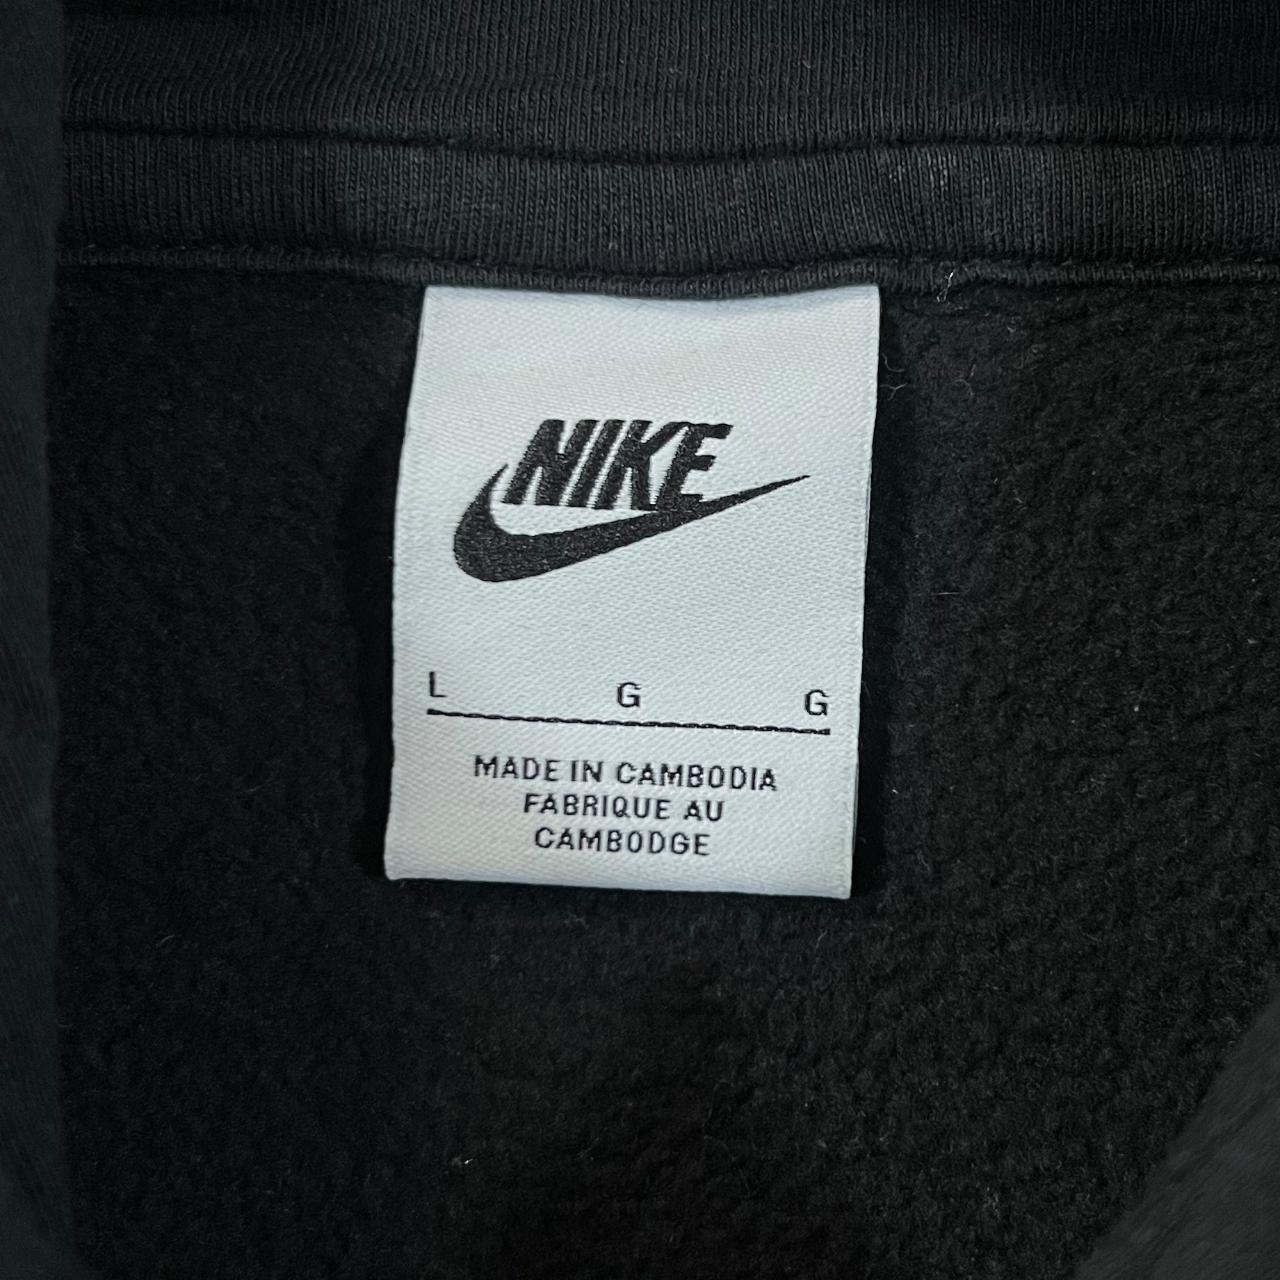 NIKE
L G G
MADE IN CAMBODIA
FABRIQUE AU
CAMBODGE